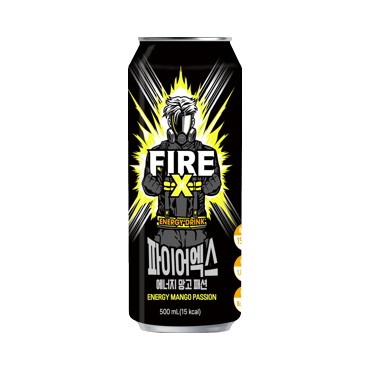 FIRE
X
ENERGY DRINK
파이어엑스
에너지 망고 패션
ENERGY MANGO PASSION
500 mL(15 kcal)